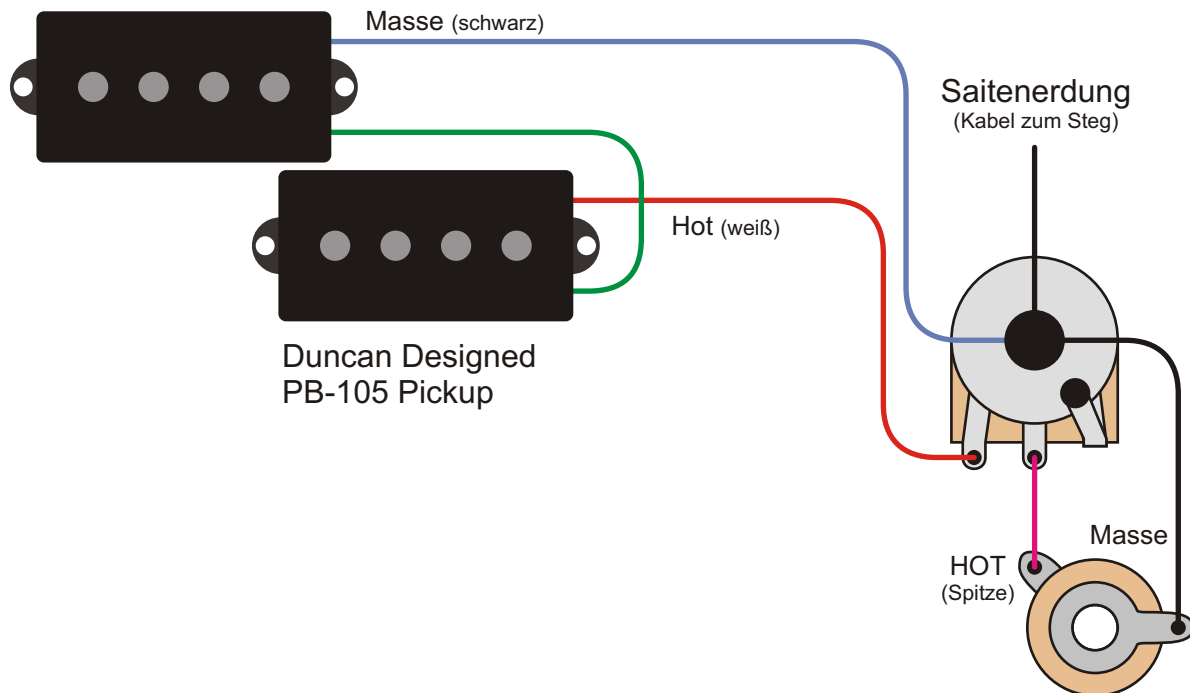 Masse (schwarz)
Saitenerdung
(Kabel zum Steg)
Hot (weiß)
Duncan Designed
PB-105 Pickup
Masse
HOT
(Spitze)